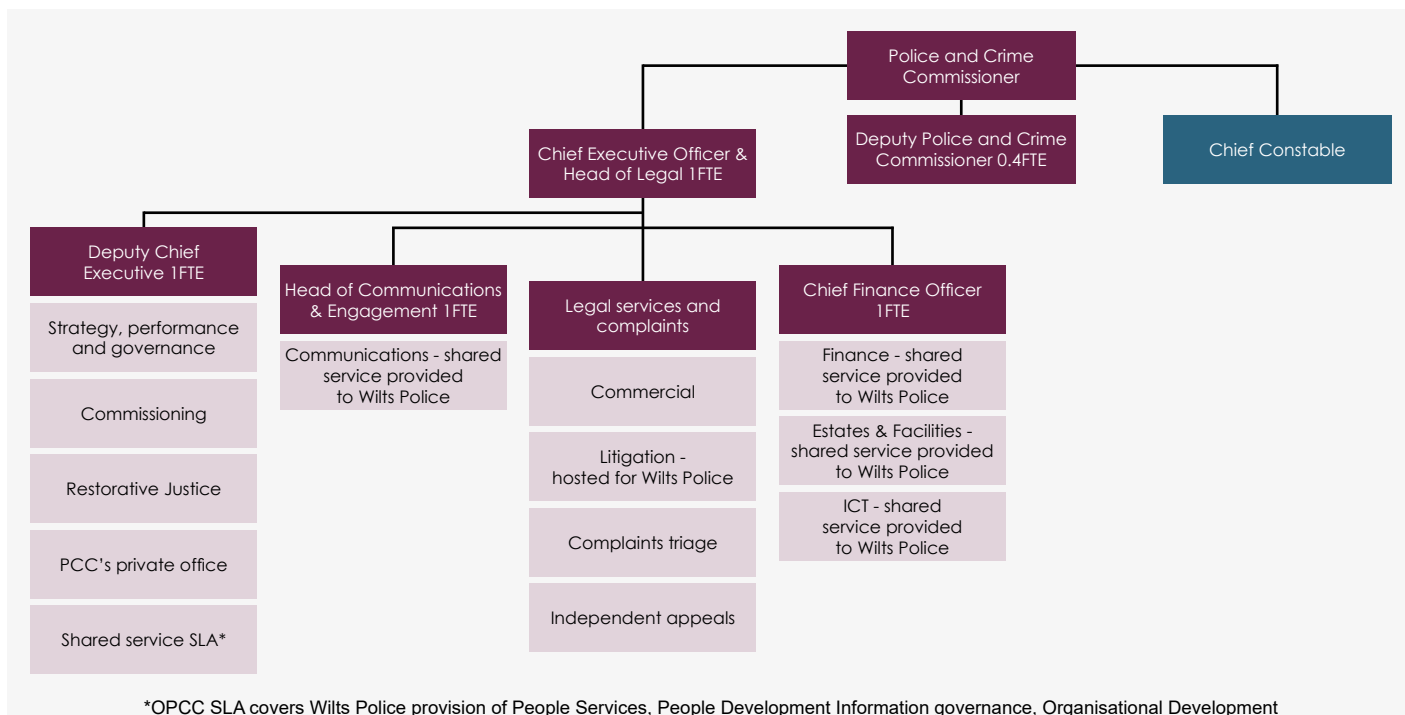 Police and Crime
Commissioner
Deputy Police and Crime
Commissioner 0.4FTE
Chief Constable
Chief Executive Officer &
Head of Legal 1FTE
Deputy Chief
Executive 1FTE
Strategy, performance
and governance
Commissioning
Restorative Justice
PCC’s private office
Shared service SLA*
Head of Communications
& Engagement 1FTE
Communications - shared
service provided
to Wilts Police
Legal services and
complaints
Commercial
Litigation -
hosted for Wilts Police
Complaints triage
Independent appeals
Chief Finance Officer
1FTE
Finance - shared
service provided
to Wilts Police
Estates & Facilities -
shared service provided
to Wilts Police
ICT - shared
service provided
to Wilts Police
*OPCC SLA covers Wilts Police provision of People Services, People Development Information governance, Organisational Development